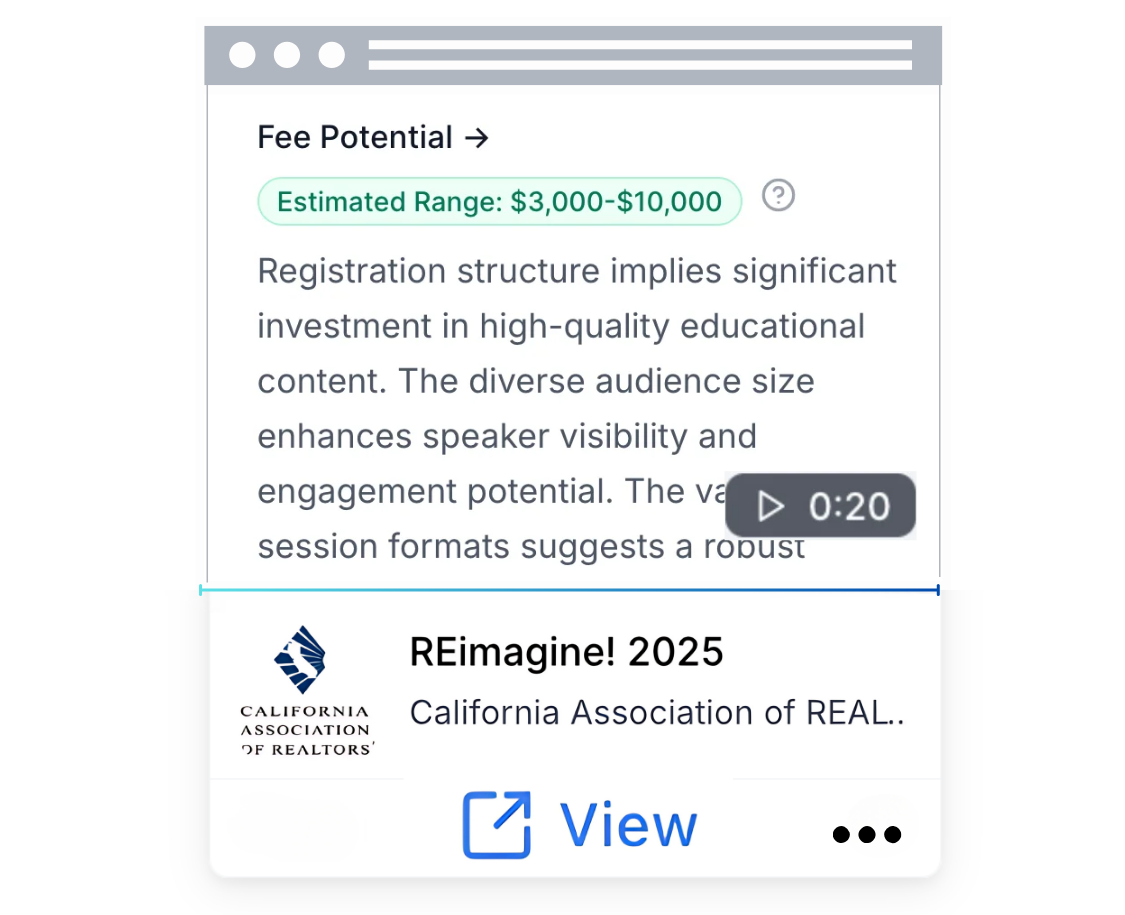 Fee Potential →
Estimated Range: $3,000-$10,000 ?
Registration structure implies significant
investment in high-quality educational
content. The diverse audience size
enhances speaker visibility and
engagement potential. The va
0:20
session formats suggests a robust
REimagine! 2025
California Association of REAL..
CALIFORNIA
ASSOCIATION
OF REALTORS'
View